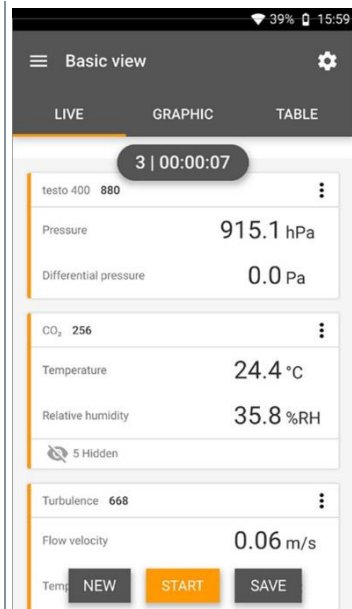 39% 15:59
Basic view
LIVE GRAPHIC TABLE
3 | 00:00:07
testo 400 880
Pressure 915.1 hPa
Differential pressure 0.0 Pa
CO₂ 256
Temperature 24.4 °C
Relative humidity 35.8 %RH
5 Hidden
Turbulence 668
Flow velocity 0.06 m/s
NEW START SAVE